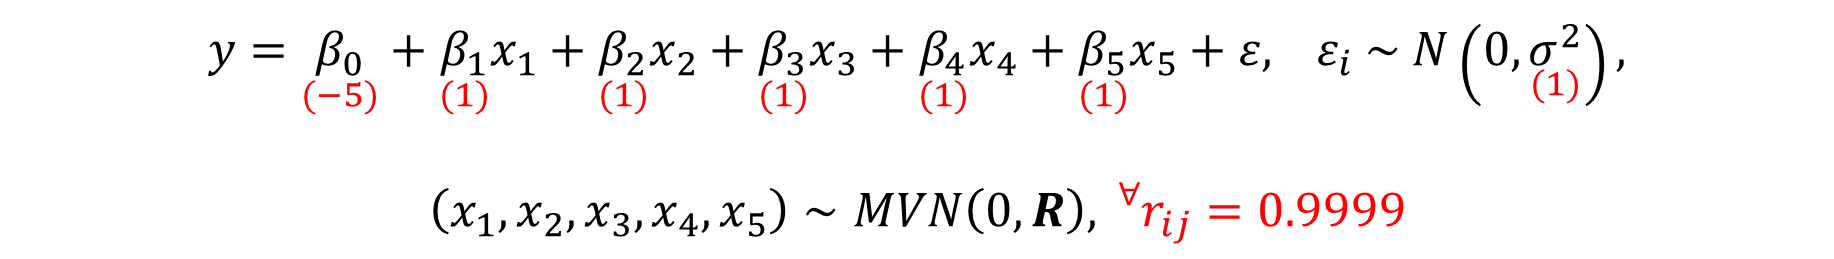 y = β₀ + β₁x₁ + β₂x₂ + β₃x₃ + β₄x₄ + β₅x₅ + ε, εᵢ ~ N(0, σ²),
(−5) (1) (1) (1) (1) (1) (1)
(x₁, x₂, x₃, x₄, x₅) ~ MVN(0, R), ∀rᵢⱼ = 0.9999